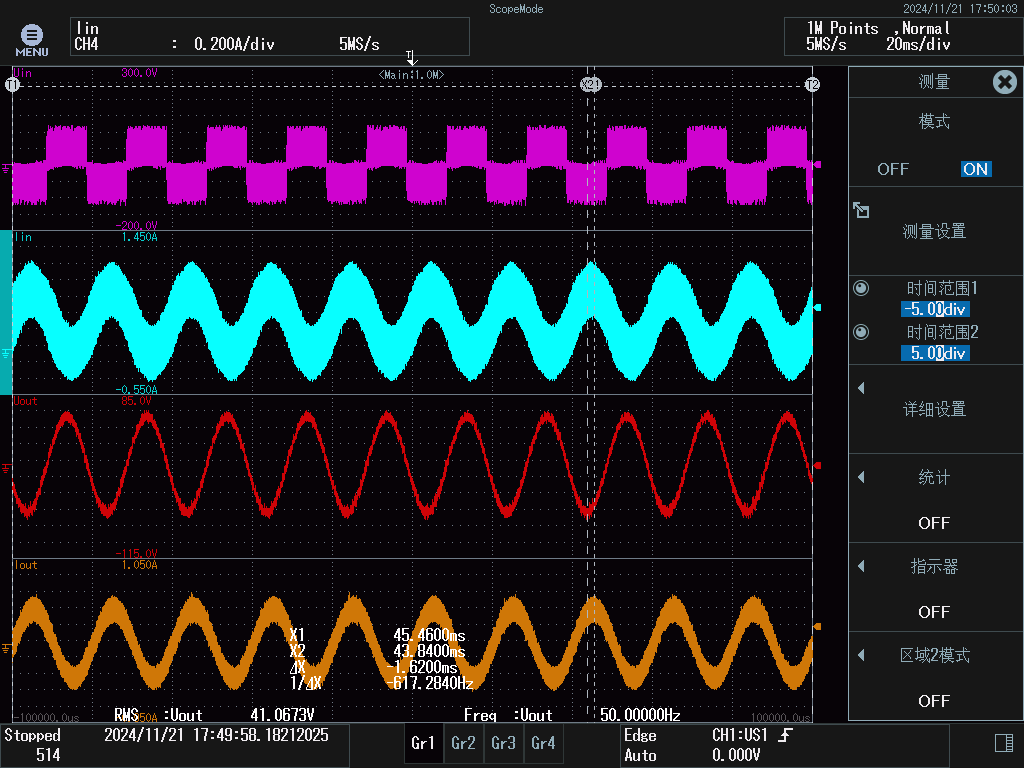 ScopeMode
2024/11/21 17:50:03
MENU
Iin
CH4 : 0.200A/div 5MS/s
1M Points ,Normal
5MS/s 20ms/div
Uin 300.0V
<Main:1.0M>
T1
X2
1
T2
-200.0V
Iin 1.450A
-0.550A
Uout 85.0V
-115.0V
Iout 1.050A
X1 45.4600ms
X2 43.8400ms
ΔX -1.6200ms
1/ΔX -617.2840Hz
-100000.0us
50A
100000.0us
RMS :Uout 41.0673V
Freq :Uout 50.00000Hz
测量
模式
OFF ON
测量设置
时间范围1
-5.00div
时间范围2
5.00div
详细设置
统计
OFF
指示器
OFF
区域2模式
OFF
Stopped
514
2024/11/21 17:49:58.18212025
Gr1 Gr2 Gr3 Gr4
Edge CH1:US1
Auto 0.000V